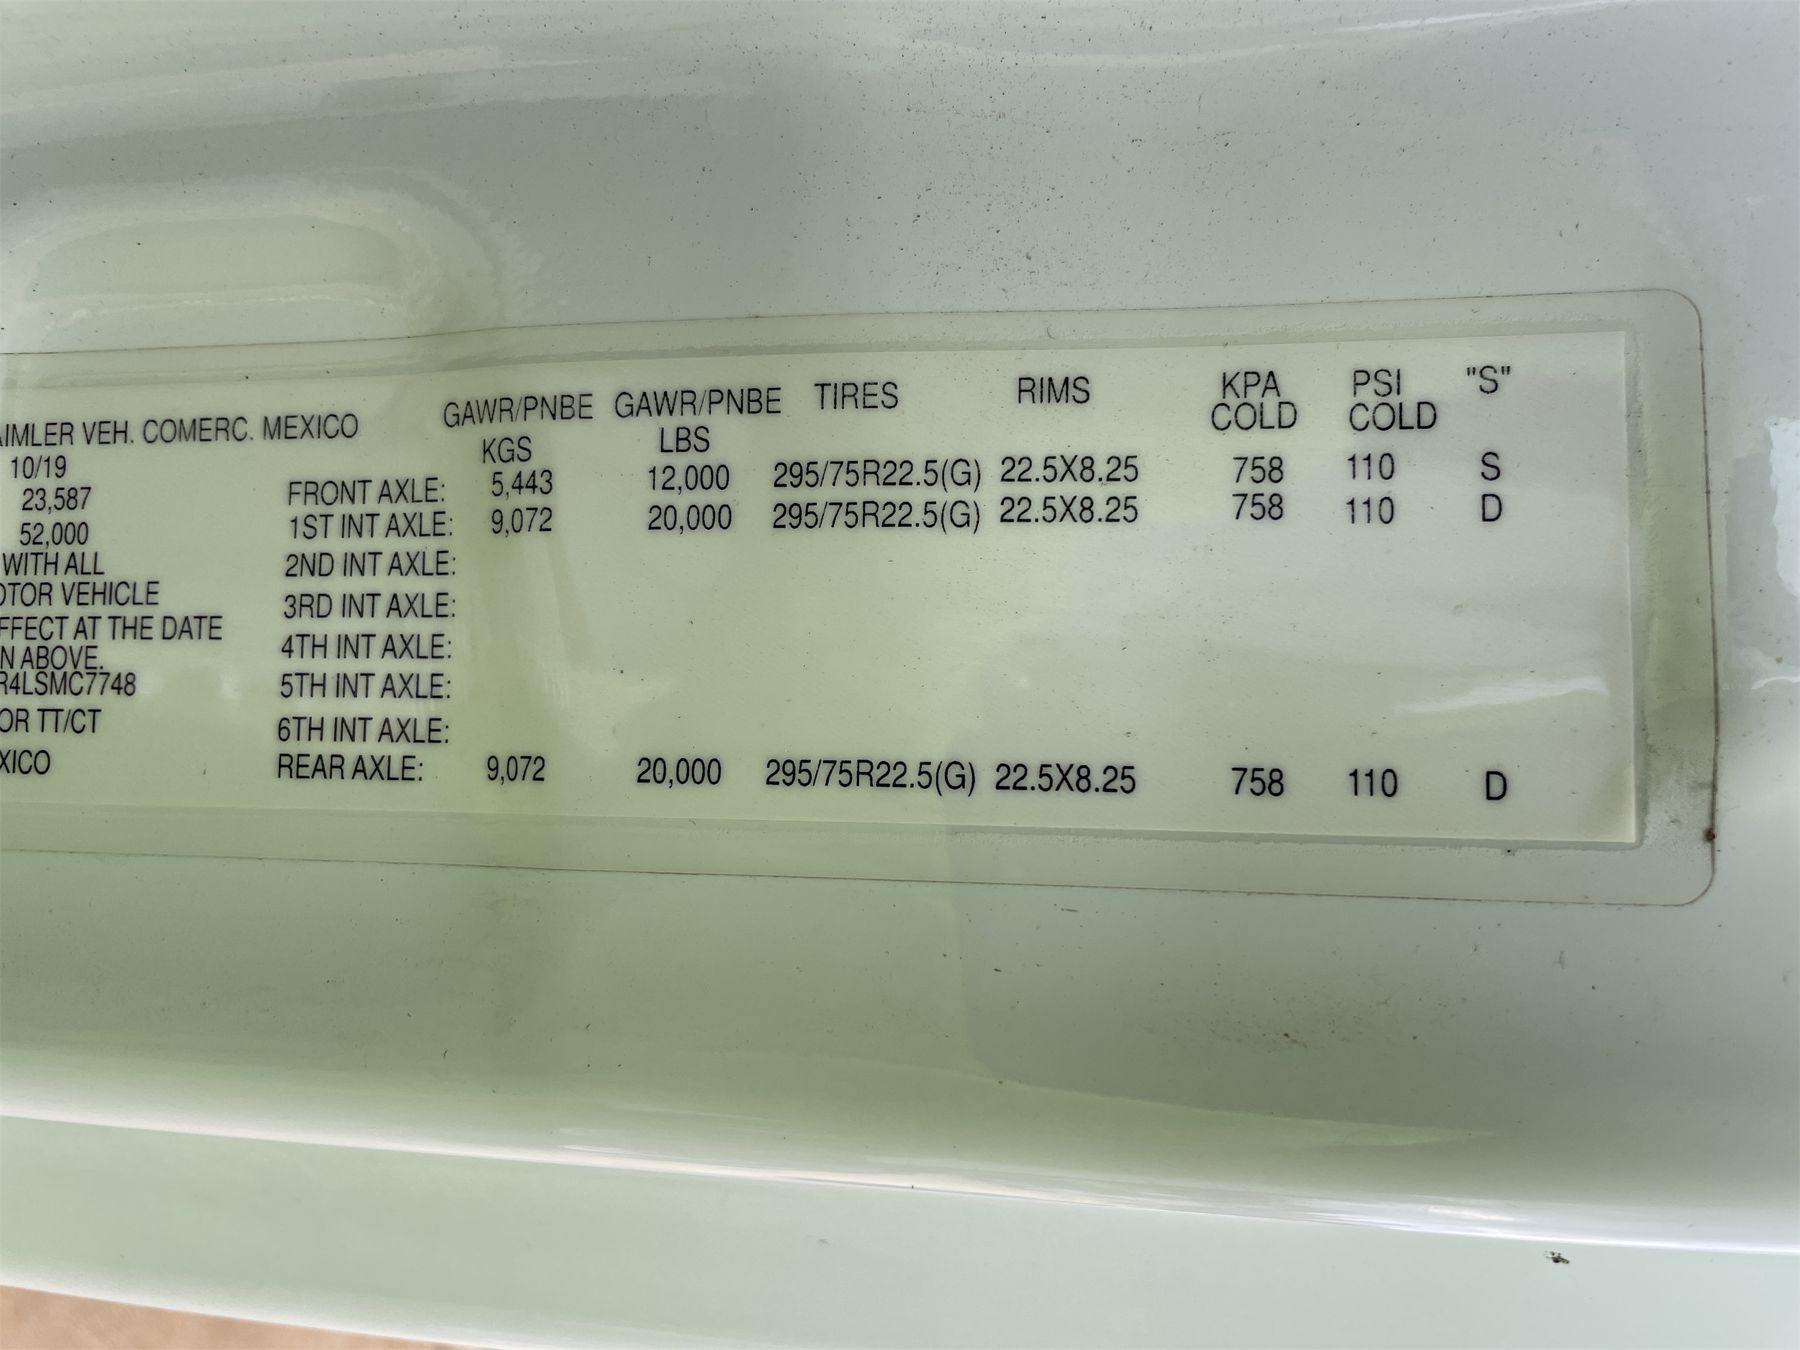 AIMLER VEH. COMERC. MEXICO GAWR/PNBE GAWR/PNBE TIRES RIMS KPA PSI "S"
KGS LBS COLD COLD
10/19
23,587 FRONT AXLE: 5,443 12,000 295/75R22.5(G) 22.5X8.25 758 110 S
52,000 1ST INT AXLE: 9,072 20,000 295/75R22.5(G) 22.5X8.25 758 110 D
WITH ALL 2ND INT AXLE:
OTOR VEHICLE 3RD INT AXLE:
FFECT AT THE DATE 4TH INT AXLE:
N ABOVE.
R4LSMC7748 5TH INT AXLE:
OR TT/CT 6TH INT AXLE:
XICO REAR AXLE: 9,072 20,000 295/75R22.5(G) 22.5X8.25 758 110 D